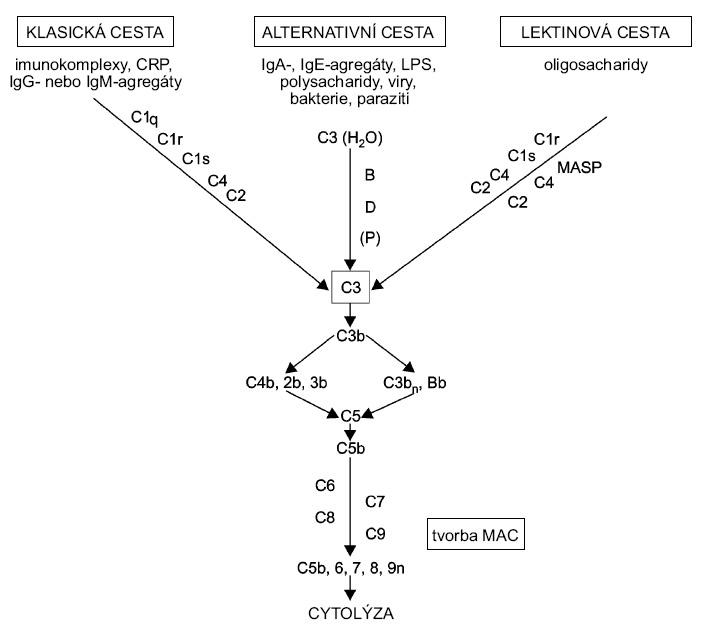 KLASICKÁ CESTA
ALTERNATIVNÍ CESTA
LEKTINOVÁ CESTA
imunokomplexy, CRP,
IgG- nebo IgM-agregáty
IgA-, IgE-agregáty, LPS,
polysacharidy, viry,
bakterie, paraziti
oligosacharidy
C1q
C1r
C1s
C4
C2
C3 (H₂O)
B
D
(P)
C1r
C1s
C4
C2
MASP
C4
C2
C3
C3b
C4b, 2b, 3b
C3bₙ, Bb
C5
C5b
C6
C7
C8
C9
tvorba MAC
C5b, 6, 7, 8, 9n
CYTOLÝZA